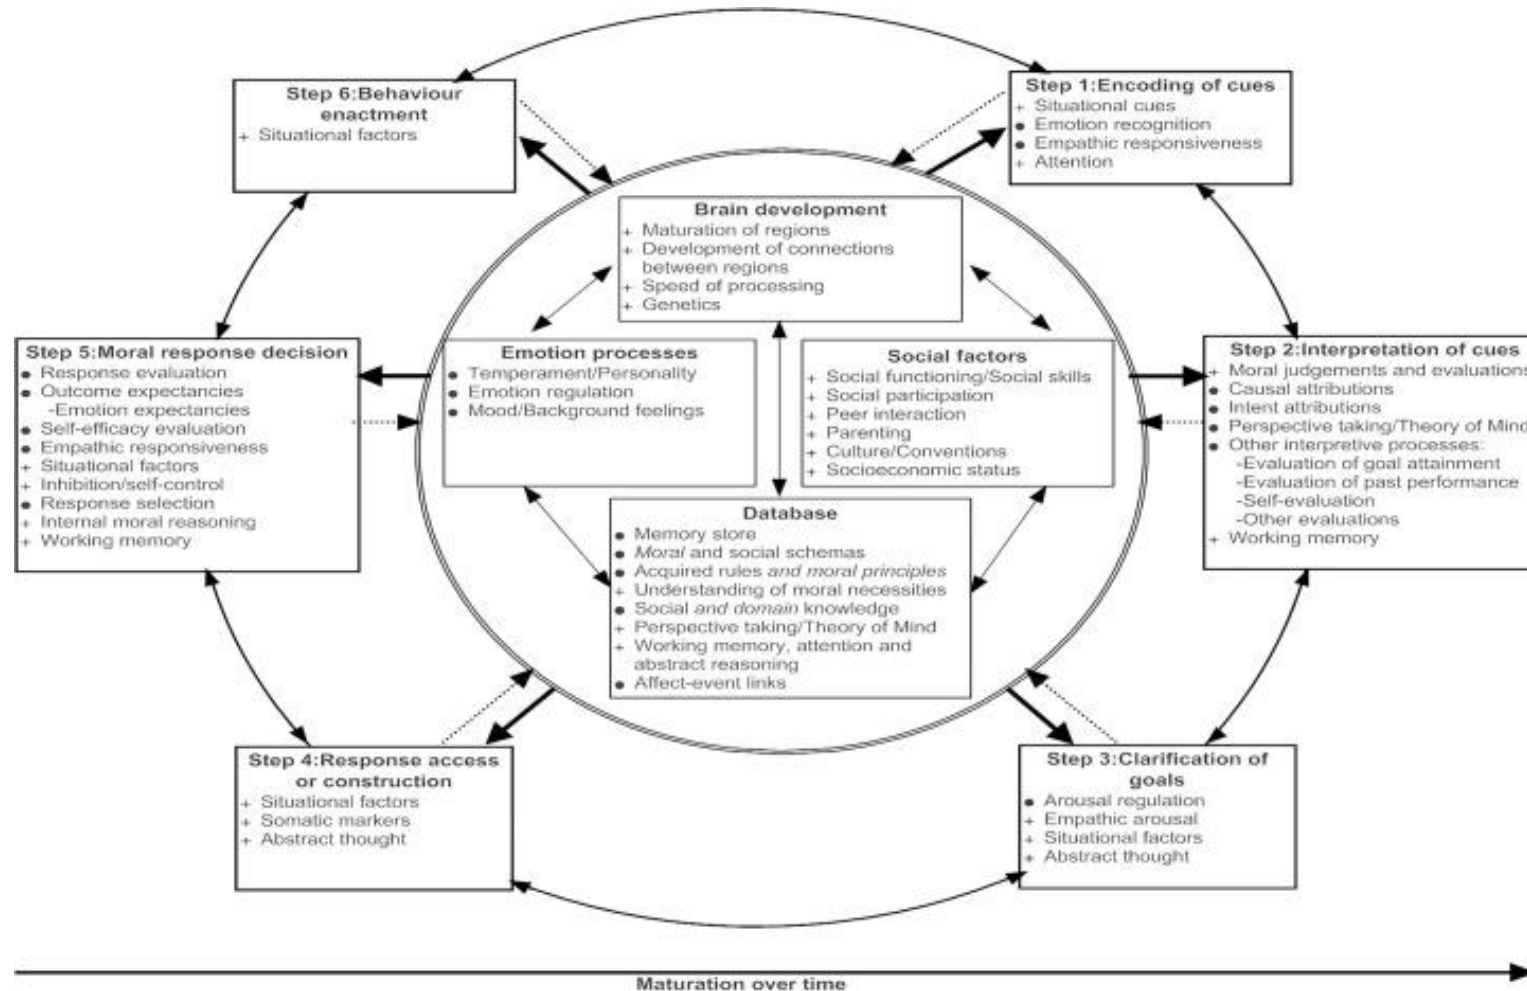 Step 6:Behaviour
enactment
+ Situational factors
Step 1:Encoding of cues
+ Situational cues
● Emotion recognition
● Empathic responsiveness
+ Attention
Brain development
+ Maturation of regions
+ Development of connections
between regions
+ Speed of processing
+ Genetics
Step 5:Moral response decision
● Response evaluation
● Outcome expectancies
-Emotion expectancies
● Self-efficacy evaluation
● Empathic responsiveness
+ Situational factors
+ Inhibition/self-control
● Response selection
+ Internal moral reasoning
+ Working memory
Emotion processes
● Temperament/Personality
● Emotion regulation
● Mood/Background feelings
Social factors
+ Social functioning/Social skills
+ Social participation
+ Peer interaction
+ Parenting
+ Culture/Conventions
+ Socioeconomic status
Step 2:Interpretation of cues
+ Moral judgements and evaluations
● Causal attributions
● Intent attributions
● Perspective taking/Theory of Mind
● Other interpretive processes:
-Evaluation of goal attainment
-Evaluation of past performance
-Self-evaluation
-Other evaluations
+ Working memory
Database
● Memory store
● Moral and social schemas
● Acquired rules and moral principles
+ Understanding of moral necessities
● Social and domain knowledge
+ Perspective taking/Theory of Mind
+ Working memory, attention and
abstract reasoning
● Affect-event links
Step 4:Response access
or construction
+ Situational factors
+ Somatic markers
+ Abstract thought
Step 3:Clarification of
goals
● Arousal regulation
+ Empathic arousal
+ Situational factors
+ Abstract thought
Maturation over time